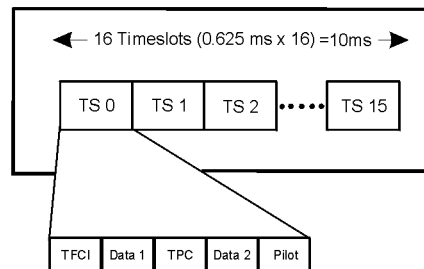 16 Timeslots (0.625 ms x 16) =10ms
TS 0 TS 1 TS 2 TS 15
TFCI Data 1 TPC Data 2 Pilot